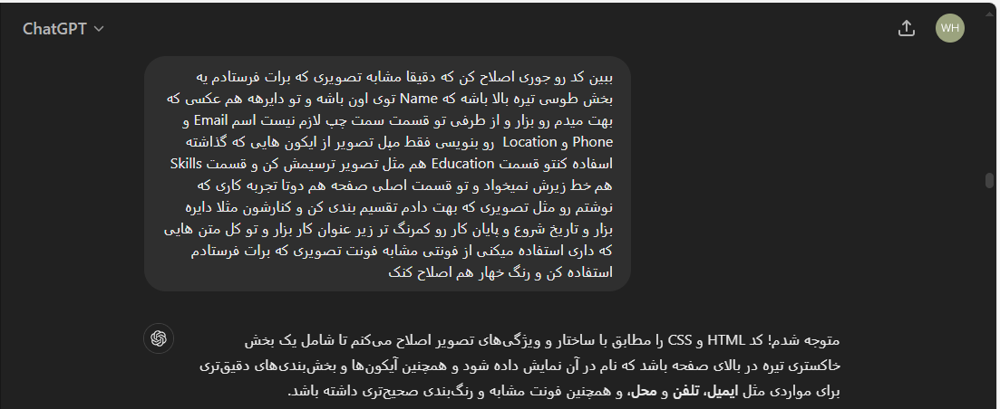 ChatGPT
WH
ببین کد رو جوری اصلاح کن که دقیقا مشابه تصویری که برات فرستادم یه
بخش طوسی تیره بالا باشه که Name توی اون باشه و تو دایرهه هم عکسی که
بهت میدم رو بزار و از طرفی تو قسمت سمت چپ لازم نیست اسم Email و
Phone و Location رو بنویسی فقط مپل تصویر از ایکون هایی که گذاشته
اسفاده کنتو قسمت Education هم مثل تصویر ترسیمش کن و قسمت Skills
هم خط زیرش نمیخواد و تو قسمت اصلی صفحه هم دوتا تجربه کاری که
نوشتم رو مثل تصویری که بهت دادم تقسیم بندی کن و کنارشون مثلا دایره
بزار و تاریخ شروع و پایان کار رو کمرنگ تر زیر عنوان کار بزار و تو کل متن هایی
که داری استفاده میکنی از فونتی مشابه فونت تصویری که برات فرستادم
استفاده کن و رنگ خهار هم اصلاح کنک
متوجه شدم! کد HTML و CSS را مطابق با ساختار و ویژگی‌های تصویر اصلاح می‌کنم تا شامل یک بخش
خاکستری تیره در بالای صفحه باشد که نام در آن نمایش داده شود و همچنین آیکون‌ها و بخش‌بندی‌های دقیق‌تری
برای مواردی مثل ایمیل، تلفن و محل، و همچنین فونت مشابه و رنگ‌بندی صحیح‌تری داشته باشد.